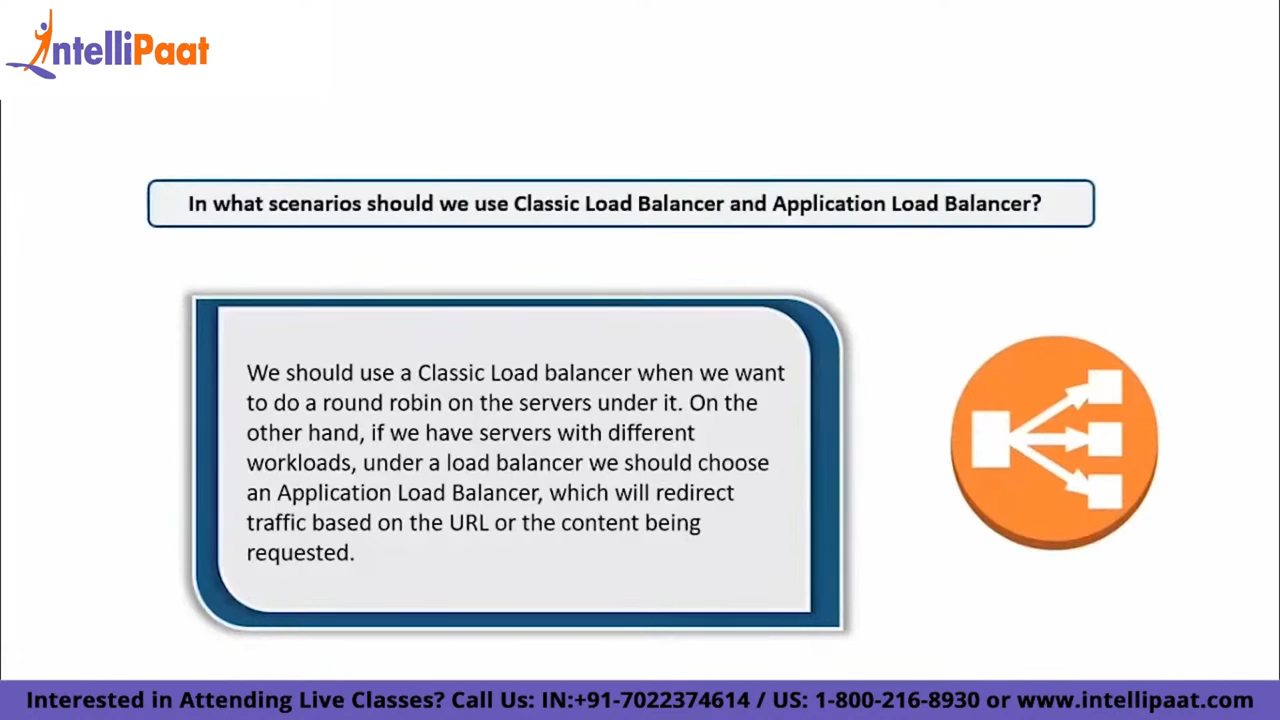 IntelliPaat
In what scenarios should we use Classic Load Balancer and Application Load Balancer?
We should use a Classic Load balancer when we want
to do a round robin on the servers under it. On the
other hand, if we have servers with different
workloads, under a load balancer we should choose
an Application Load Balancer, which will redirect
traffic based on the URL or the content being
requested.
Interested in Attending Live Classes? Call Us: IN:+91-7022374614 / US: 1-800-216-8930 or www.intellipaat.com